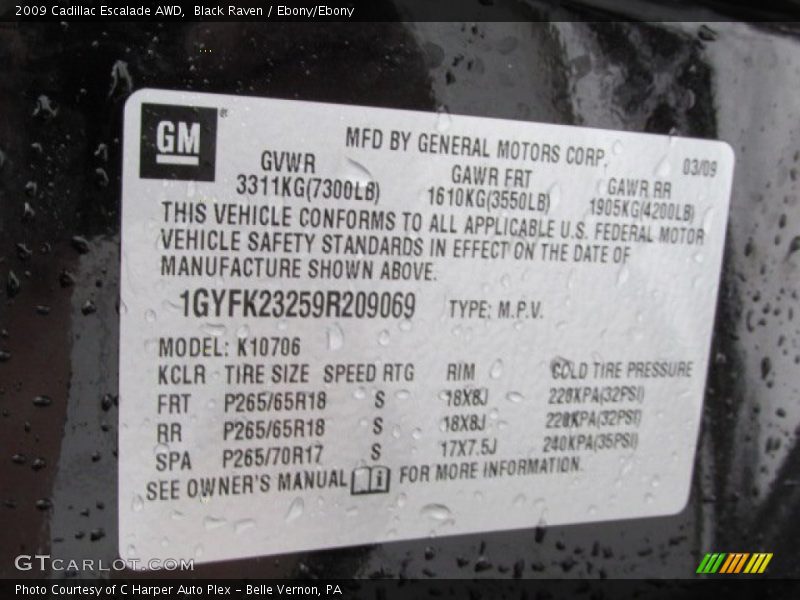 2009 Cadillac Escalade AWD, Black Raven / Ebony/Ebony
GM ®
MFD BY GENERAL MOTORS CORP.
03/09
GVWR GAWR FRT GAWR RR
3311KG(7300LB) 1610KG(3550LB) 1905KG(4200LB)
THIS VEHICLE CONFORMS TO ALL APPLICABLE U.S. FEDERAL MOTOR
VEHICLE SAFETY STANDARDS IN EFFECT ON THE DATE OF
MANUFACTURE SHOWN ABOVE.
1GYFK23259R209069 TYPE: M.P.V.
MODEL: K10706
KCLR TIRE SIZE SPEED RTG RIM COLD TIRE PRESSURE
FRT P265/65R18 S 18X8J 220KPA(32PSI)
RR P265/65R18 S 18X8J 220KPA(32PSI)
SPA P265/70R17 S 17X7.5J 240KPA(35PSI)
SEE OWNER'S MANUAL i FOR MORE INFORMATION.
GTCARLOT.COM
Photo Courtesy of C Harper Auto Plex - Belle Vernon, PA